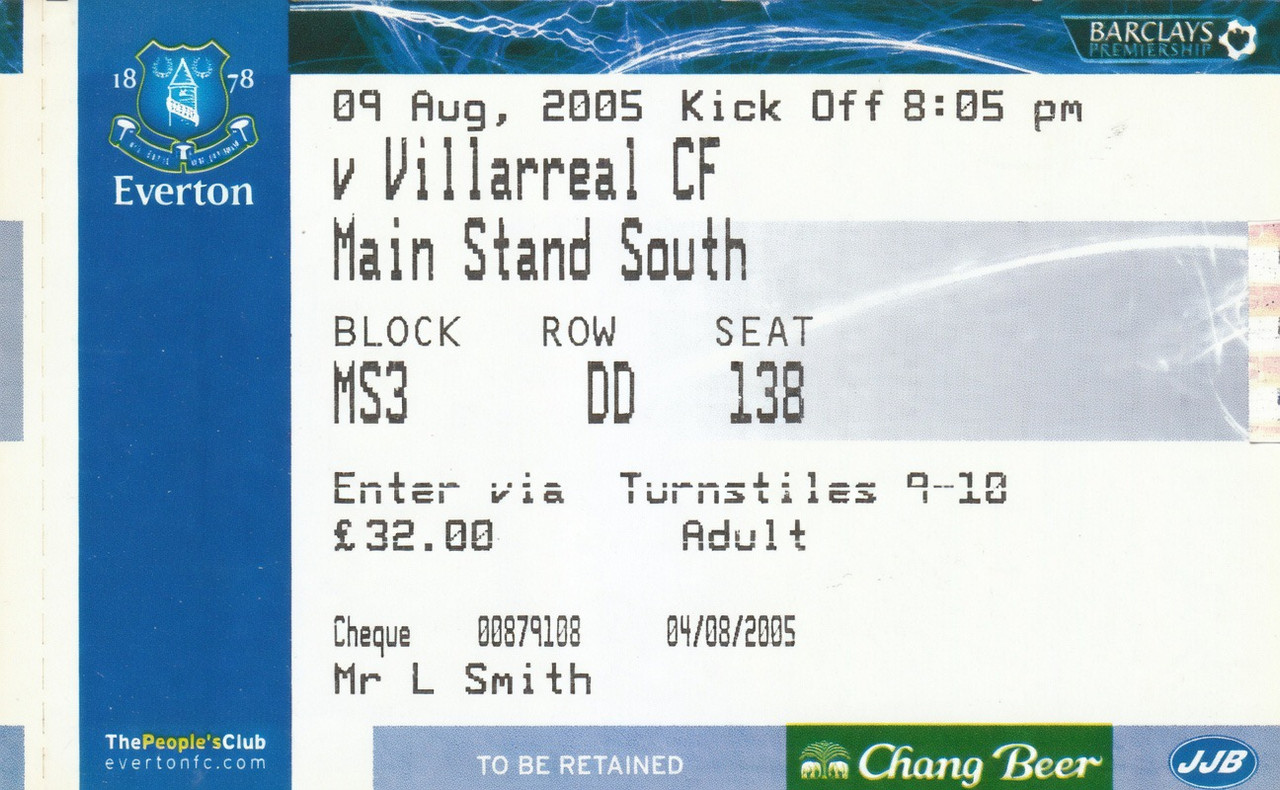 BARCLAYS
PREMIERSHIP
18 78
Everton
09 Aug, 2005 Kick Off 8:05 pm
v Villarreal CF
Main Stand South
BLOCK ROW SEAT
MS3 DD 138
Enter via Turnstiles 9-10
£32.00 Adult
Cheque 00879108 04/08/2005
Mr L Smith
ThePeople'sClub
evertonfc.com
TO BE RETAINED
Chang Beer
JJB